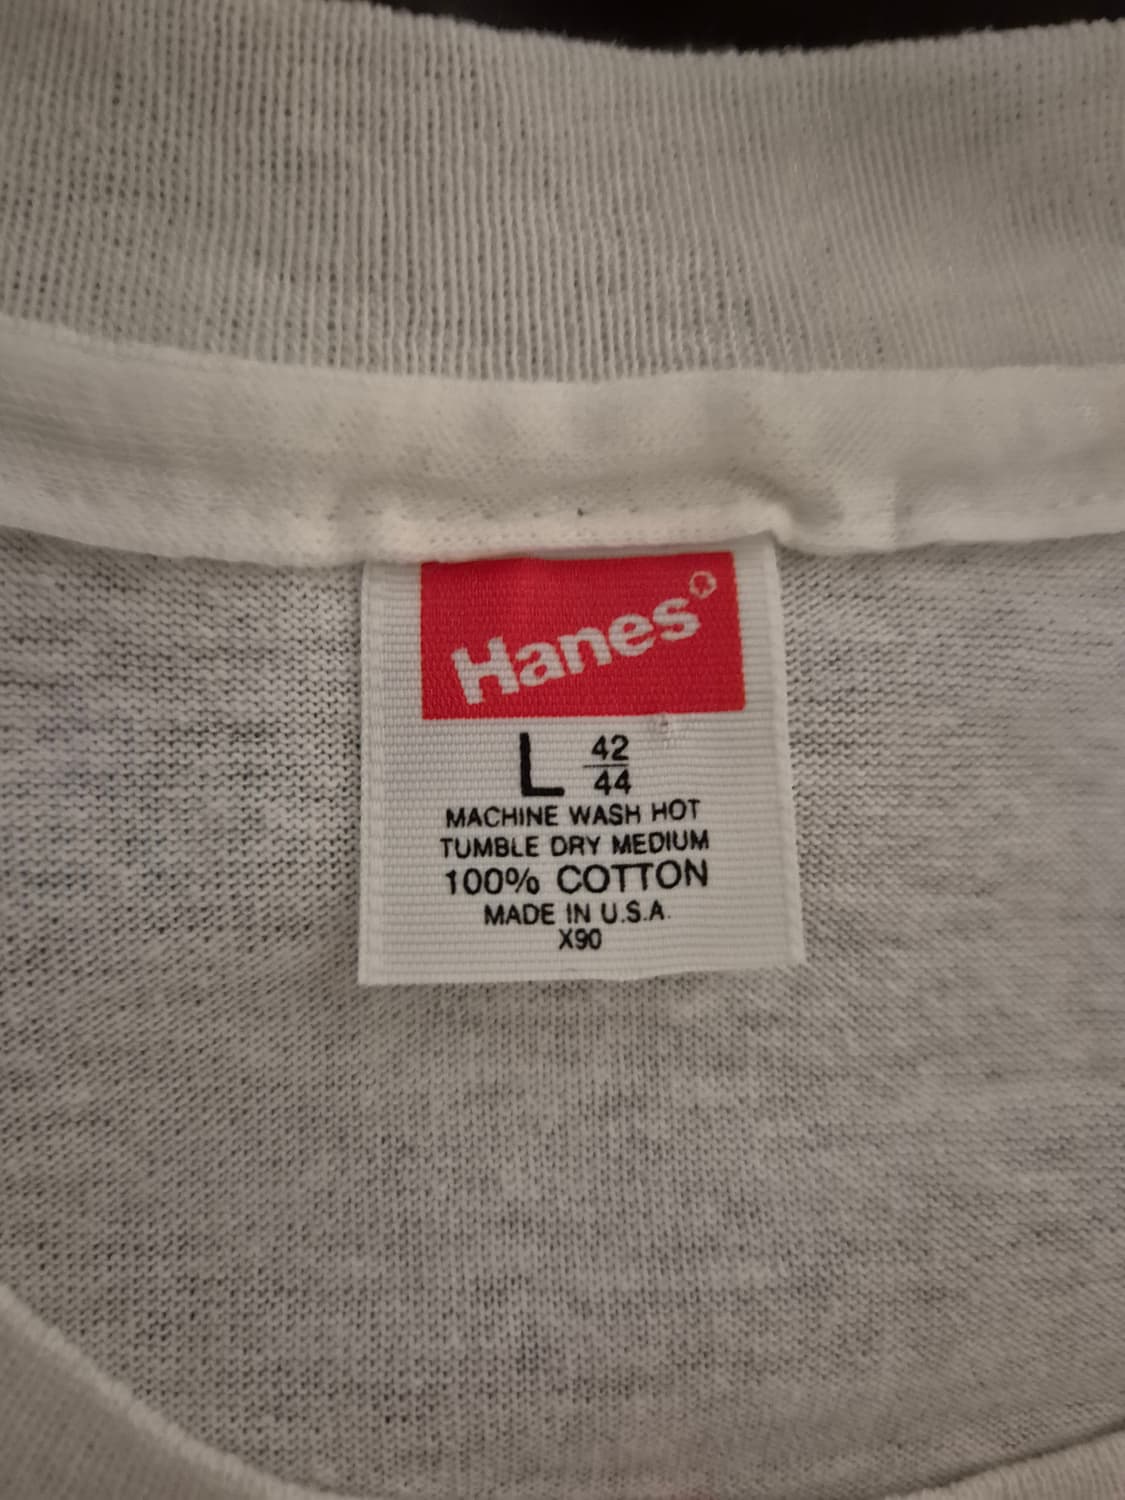 Hanes®
L 42/44
MACHINE WASH HOT
TUMBLE DRY MEDIUM
100% COTTON
MADE IN U.S.A.
X90